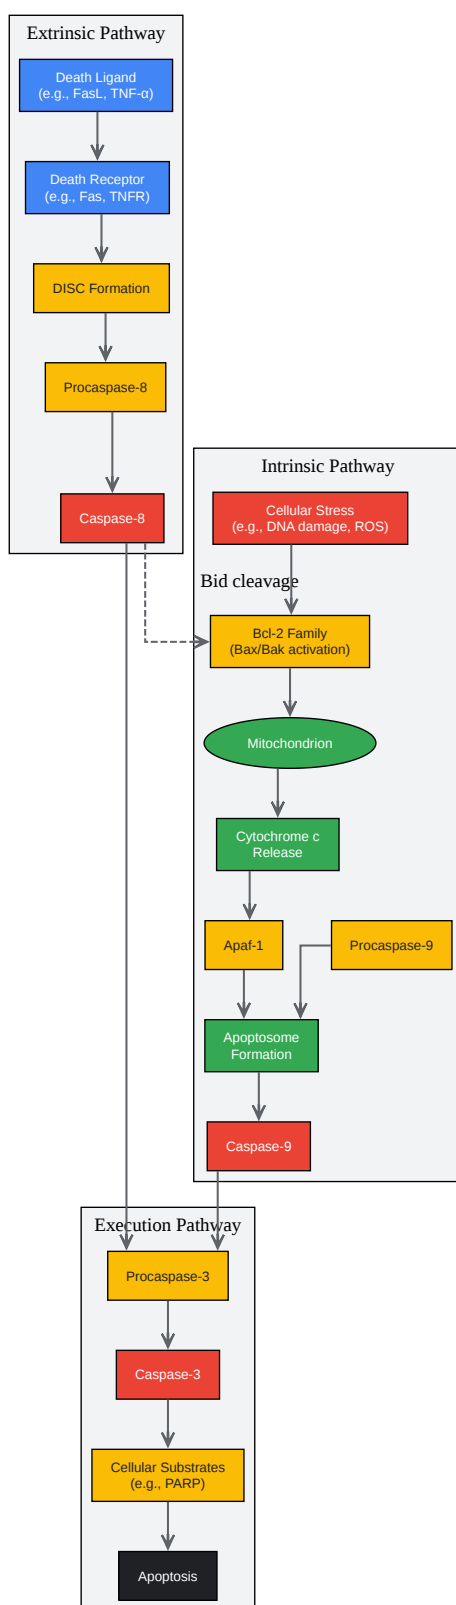 Extrinsic Pathway
Death Ligand
(e.g., FasL, TNF-α)
Death Receptor
(e.g., Fas, TNFR)
DISC Formation
Procaspase-8
Caspase-8
Intrinsic Pathway
Cellular Stress
(e.g., DNA damage, ROS)
Bid cleavage
Bcl-2 Family
(Bax/Bak activation)
Mitochondrion
Cytochrome c
Release
Apaf-1
Procaspase-9
Apoptosome
Formation
Caspase-9
Execution Pathway
Procaspase-3
Caspase-3
Cellular Substrates
(e.g., PARP)
Apoptosis